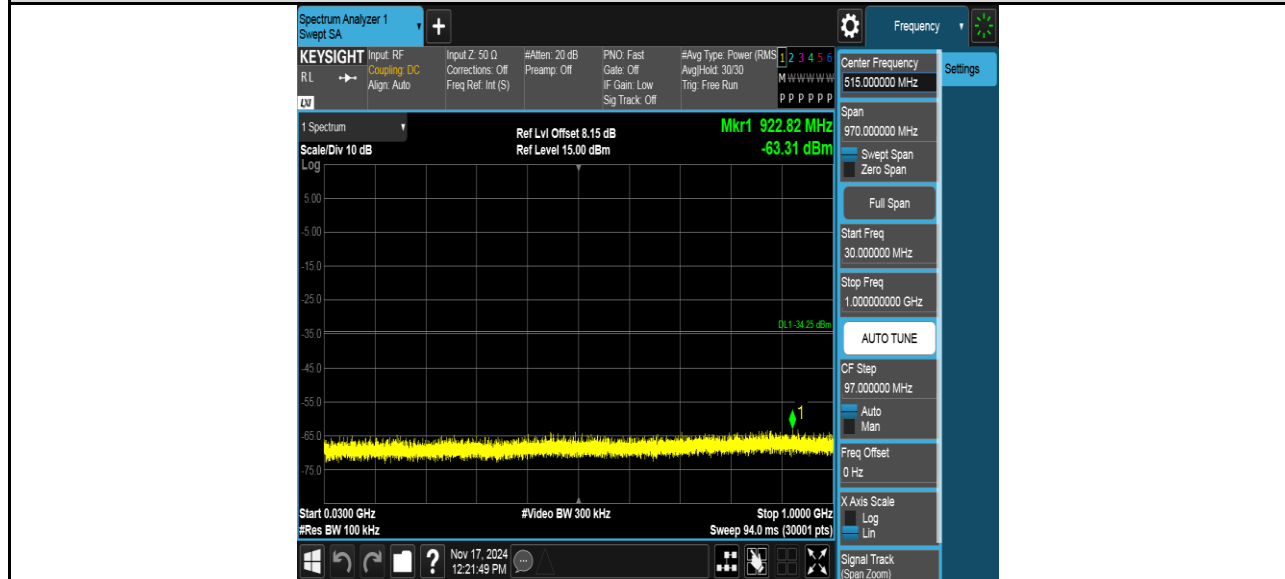 Spectrum Analyzer 1
Swept SA
+
Frequency
KEYSIGHT
RL
LXI
Input: RF
Coupling: DC
Align: Auto
Input Z: 50 Ω
Corrections: Off
Freq Ref: Int (S)
#Atten: 20 dB
Preamp: Off
PNO: Fast
Gate: Off
IF Gain: Low
Sig Track: Off
#Avg Type: Power (RMS
Avg|Hold: 30/30
Trig: Free Run
1 2 3 4 5 6
M W W W W W
P P P P P P
1 Spectrum
Scale/Div 10 dB
Log
Ref Lvl Offset 8.15 dB
Ref Level 15.00 dBm
Mkr1 922.82 MHz
-63.31 dBm
5.00
-5.00
-15.0
-25.0
-35.0
-45.0
-55.0
-65.0
-75.0
DL1 -34.25 dBm
1
Start 0.0300 GHz
#Res BW 100 kHz
#Video BW 300 kHz
Stop 1.0000 GHz
Sweep 94.0 ms (30001 pts)
?
Nov 17, 2024
12:21:49 PM
Center Frequency
515.000000 MHz
Settings
Span
970.000000 MHz
Swept Span
Zero Span
Full Span
Start Freq
30.000000 MHz
Stop Freq
1.000000000 GHz
AUTO TUNE
CF Step
97.000000 MHz
Auto
Man
Freq Offset
0 Hz
X Axis Scale
Log
Lin
Signal Track
(Span Zoom)